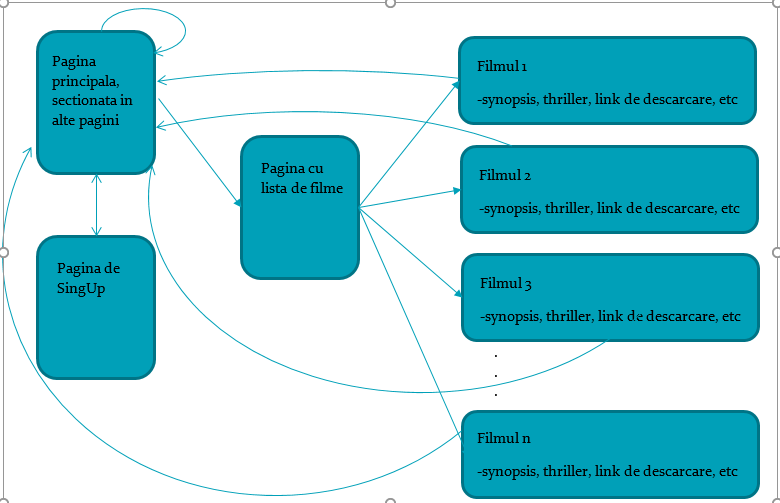 Pagina
principala,
sectionata in
alte pagini
Pagina de
SingUp
Pagina cu
lista de filme
Filmul 1
-synopsis, thriller, link de descarcare, etc
Filmul 2
-synopsis, thriller, link de descarcare, etc
Filmul 3
-synopsis, thriller, link de descarcare, etc
.
.
.
Filmul n
-synopsis, thriller, link de descarcare, etc